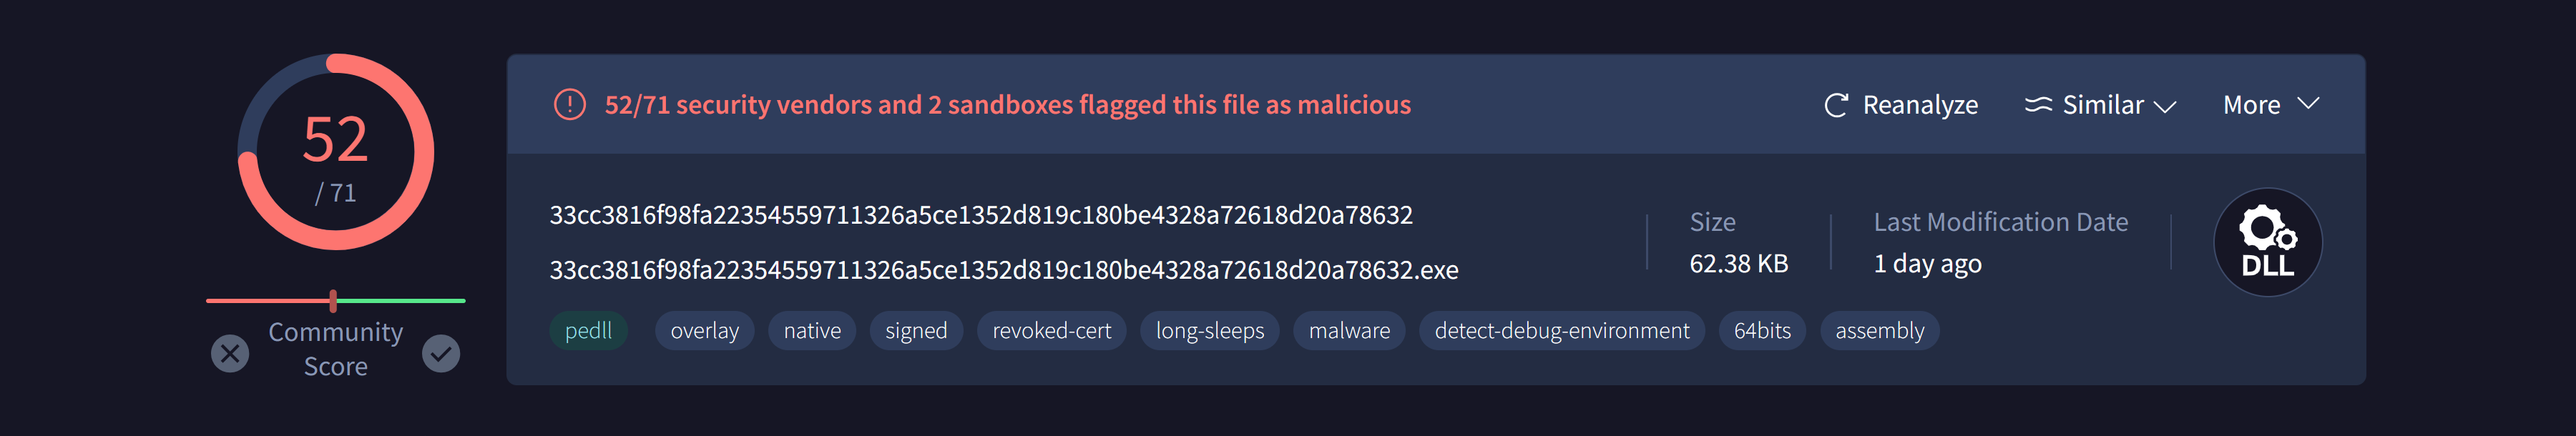 52
/ 71
Community
Score
52/71 security vendors and 2 sandboxes flagged this file as malicious
Reanalyze
Similar
More
33cc3816f98fa22354559711326a5ce1352d819c180be4328a72618d20a78632
33cc3816f98fa22354559711326a5ce1352d819c180be4328a72618d20a78632.exe
pedll overlay native signed revoked-cert long-sleeps malware detect-debug-environment 64bits assembly
Size
62.38 KB
Last Modification Date
1 day ago
DLL